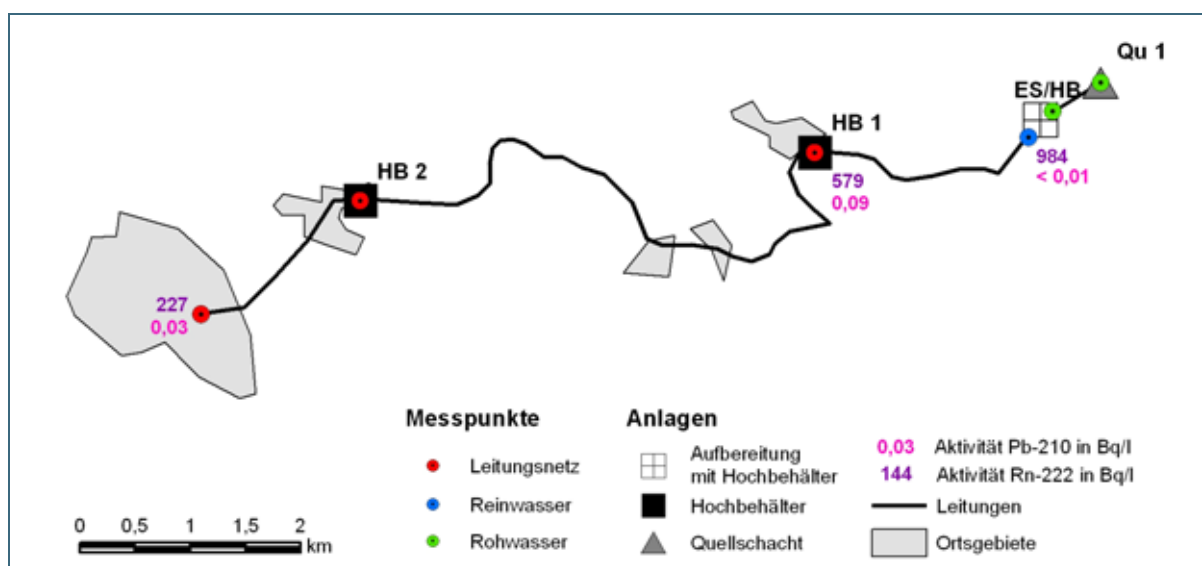 Qu 1
ES/HB
HB 1
984
< 0,01
HB 2
579
0,09
227
0,03
Messpunkte
Leitungsnetz
Reinwasser
Rohwasser
Anlagen
Aufbereitung
mit Hochbehälter
Hochbehälter
Quellschacht
0,03 Aktivität Pb-210 in Bq/l
144 Aktivität Rn-222 in Bq/l
Leitungen
Ortsgebiete
0 0,5 1 1,5 2
km